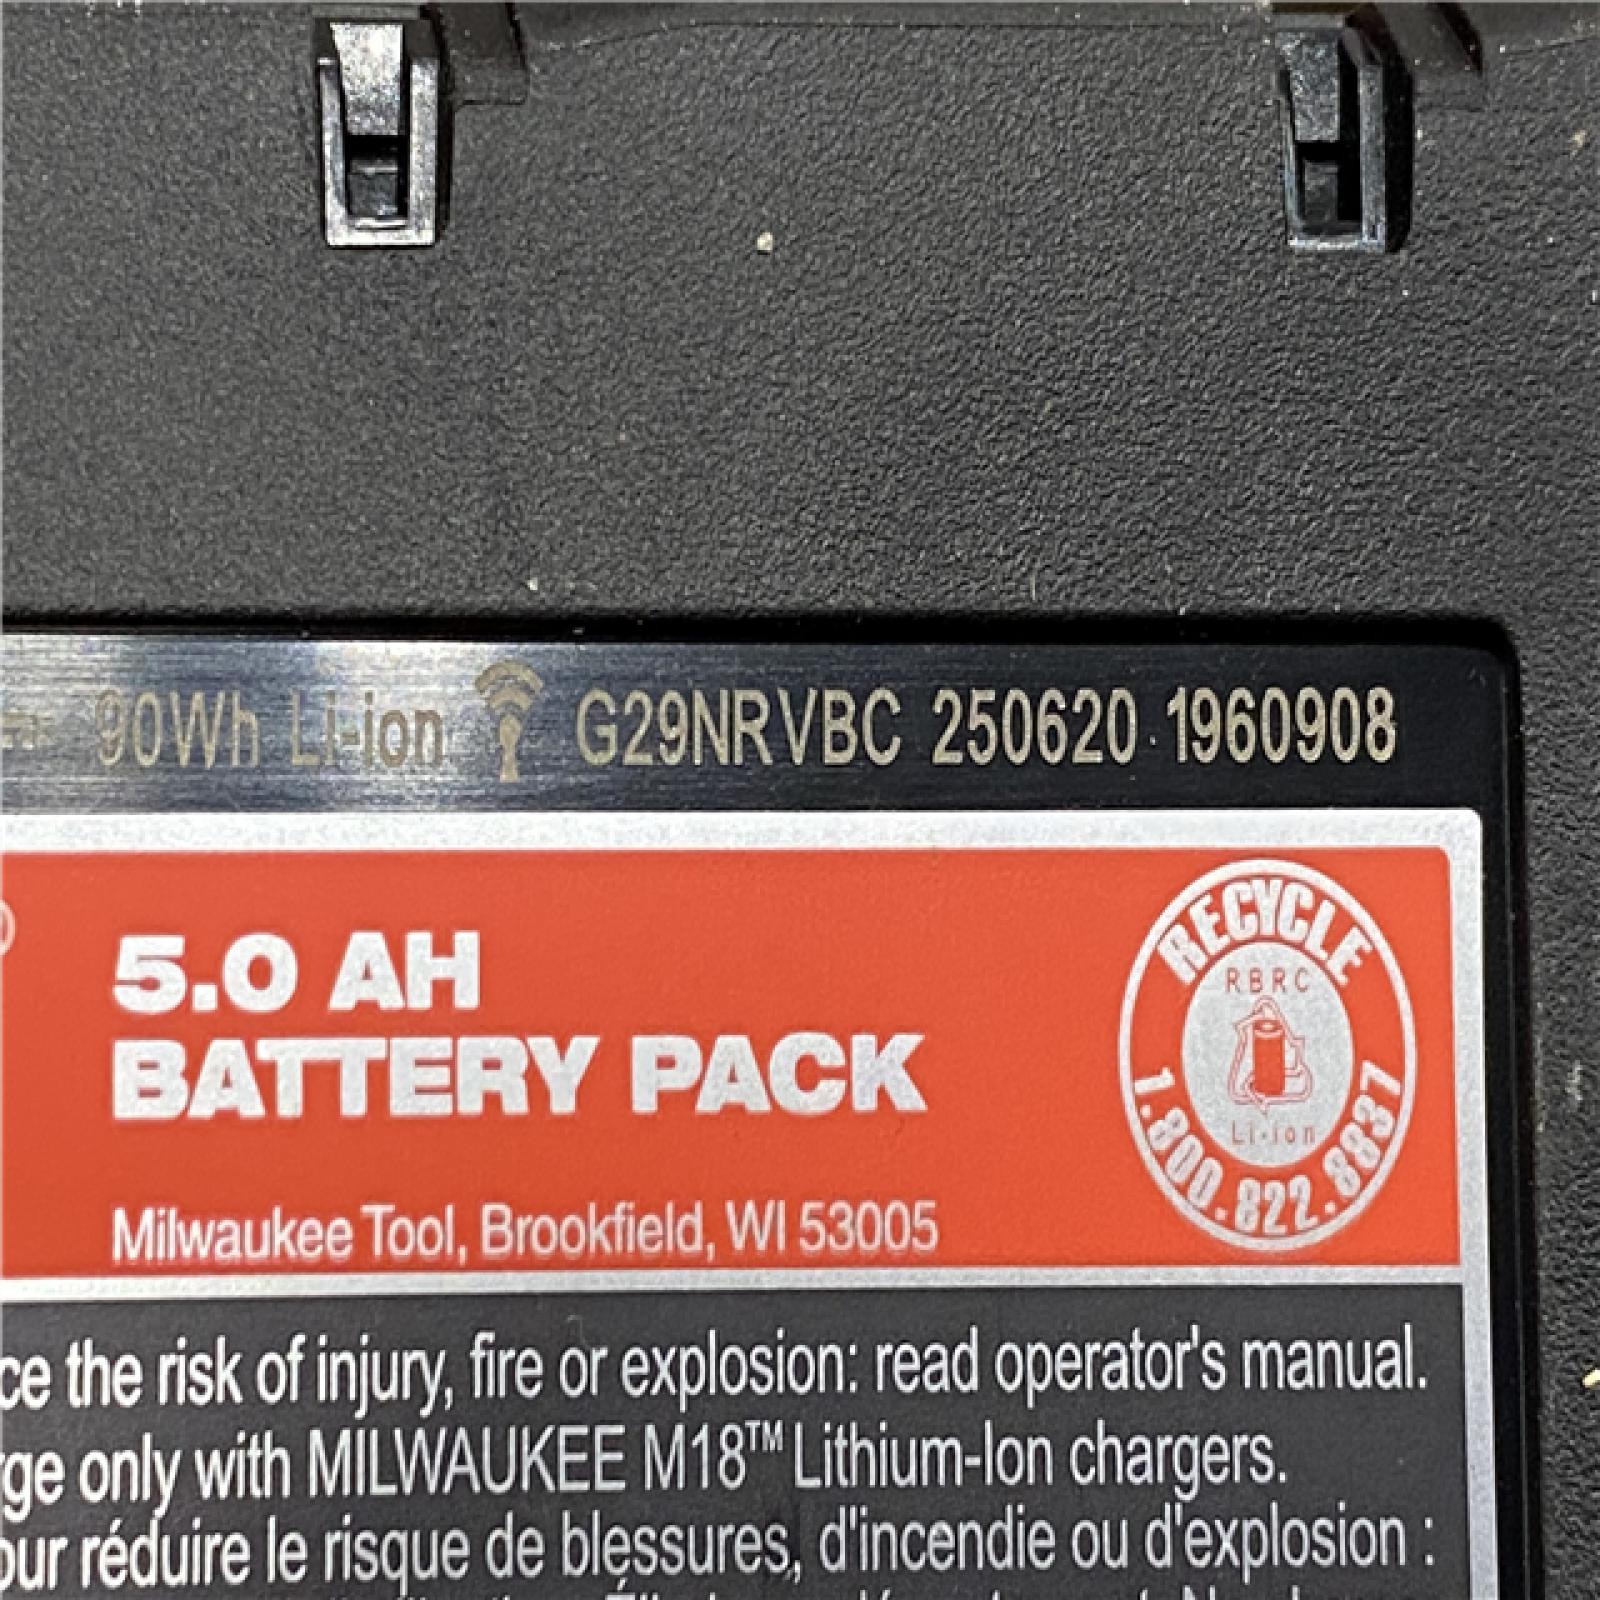 90Wh Li-ion G29NRVBC 250620 1960908
5.0 AH
BATTERY PACK
Milwaukee Tool, Brookfield, WI 53005
RECYCLE
RBRC
Li-ion
1.800.822.8837
ce the risk of injury, fire or explosion: read operator's manual.
rge only with MILWAUKEE M18™ Lithium-Ion chargers.
our réduire le risque de blessures, d'incendie ou d'explosion :